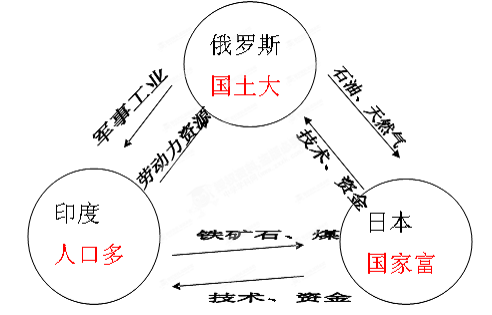 俄罗斯
国土大
军事工业
劳动力资源
石油、天然气
技术、资金
印度
人口多
铁矿石、煤
技术、资金
日本
国家富